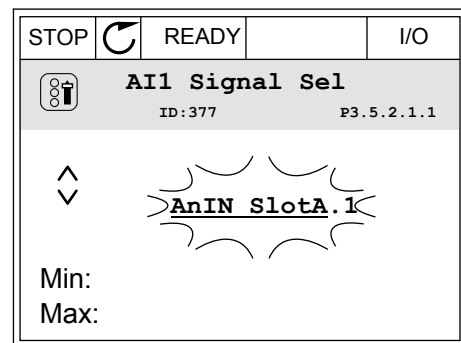 STOP READY I/O
AI1 Signal Sel
ID:377 P3.5.2.1.1
AnIN SlotA.1
Min:
Max: